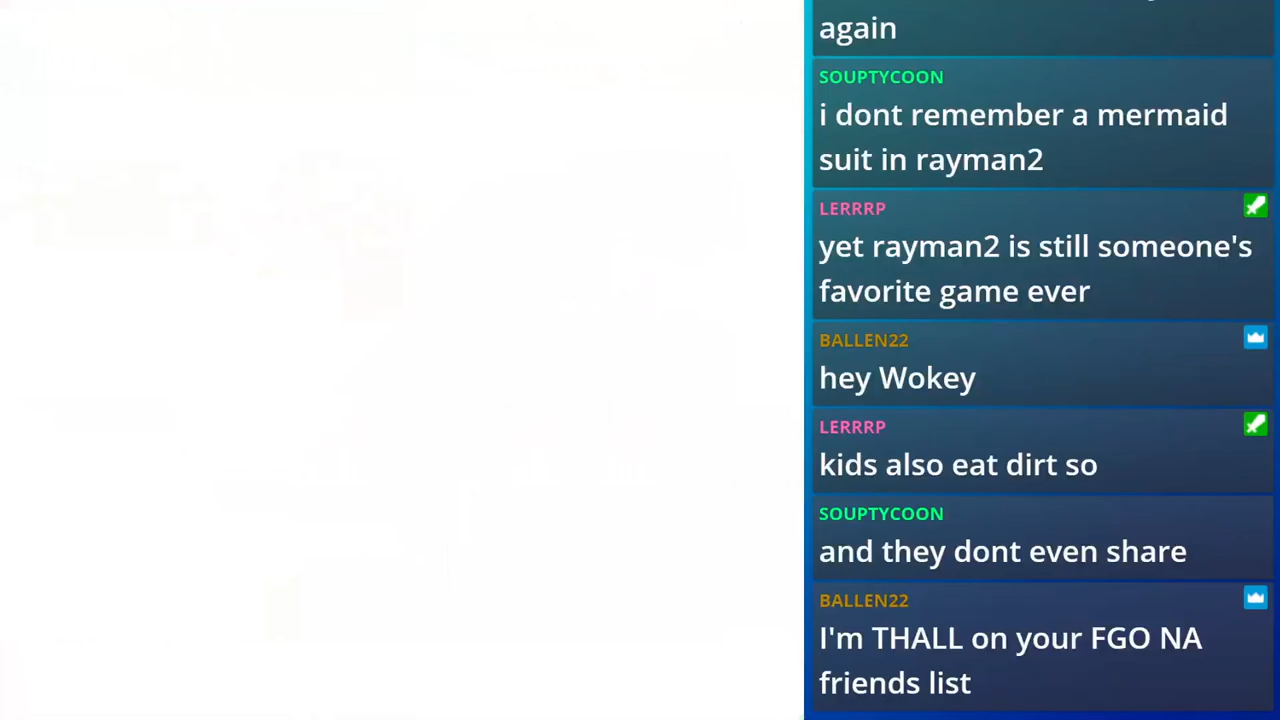 again
SOUPTYCOON
i dont remember a mermaid
suit in rayman2
LERRRP
yet rayman2 is still someone's
favorite game ever
BALLEN22
hey Wokey
LERRRP
kids also eat dirt so
SOUPTYCOON
and they dont even share
BALLEN22
I'm THALL on your FGO NA
friends list